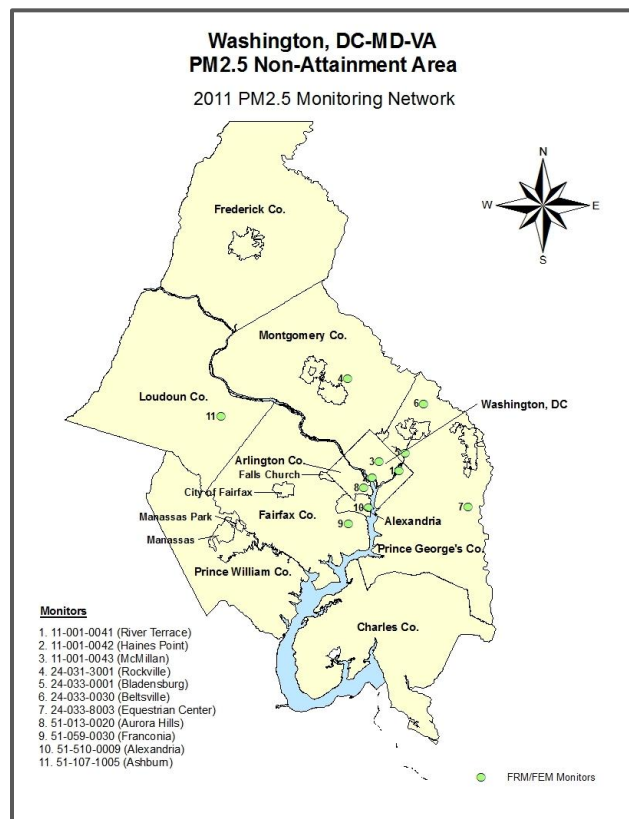 Washington, DC-MD-VA
PM2.5 Non-Attainment Area
2011 PM2.5 Monitoring Network
N
W
E
S
Frederick Co.
Montgomery Co.
4
Loudoun Co.
6
11
Washington, DC
3
5
Arlington Co.
1
Falls Church
2
City of Fairfax
8
Manassas Park
Fairfax Co.
10
7
Alexandria
9
Manassas
Prince George's Co.
Prince William Co.
Charles Co.
Monitors
1. 11-001-0041 (River Terrace)
2. 11-001-0042 (Haines Point)
3. 11-001-0043 (McMillan)
4. 24-031-3001 (Rockville)
5. 24-033-0001 (Bladensburg)
6. 24-033-0030 (Beltsville)
7. 24-033-8003 (Equestrian Center)
8. 51-013-0020 (Aurora Hills)
9. 51-059-0030 (Franconia)
10. 51-510-0009 (Alexandria)
11. 51-107-1005 (Ashburn)
FRM/FEM Monitors